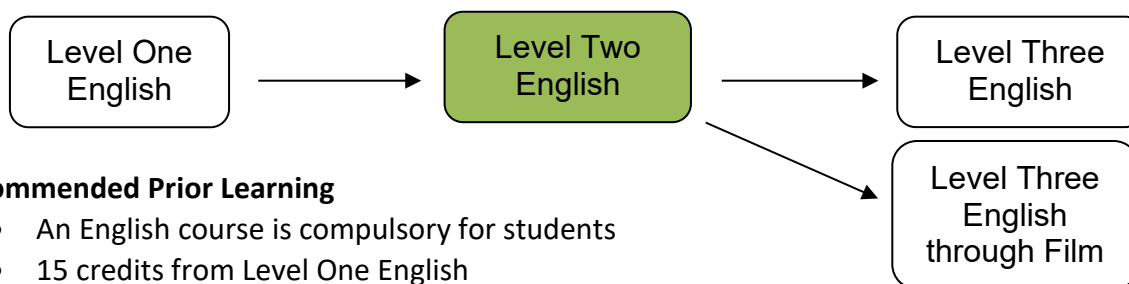 Level One
English
Level Two
English
Level Three
English
ommended Prior Learning
• An English course is compulsory for students
• 15 credits from Level One English
Level Three
English
through Film